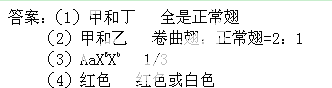 答案：（1）甲和丁 全是正常翅
（2）甲和乙 卷曲翅：正常翅=2：1
（3）AaXᴮXᵇ 1/3
（4）红色 红色或白色